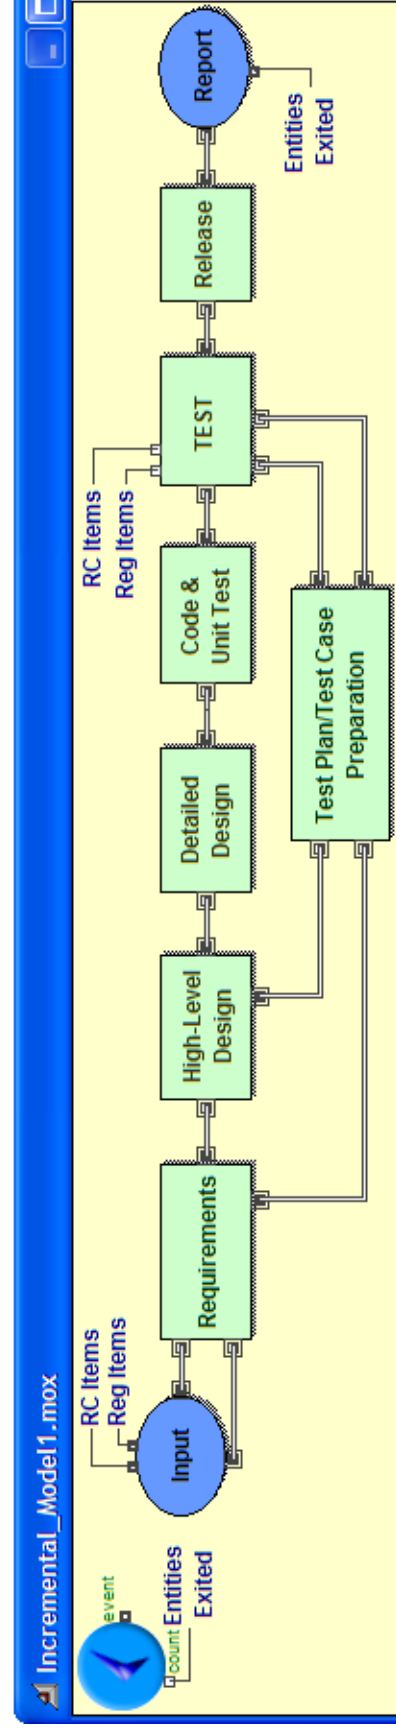 Incremental_Model1.mox
event
count
Entities
Exited
RC Items
Reg Items
Input
Requirements
High-Level
Design
Detailed
Design
Code &
Unit Test
RC Items
Reg Items
TEST
Release
Report
Entities
Exited
Test Plan/Test Case
Preparation